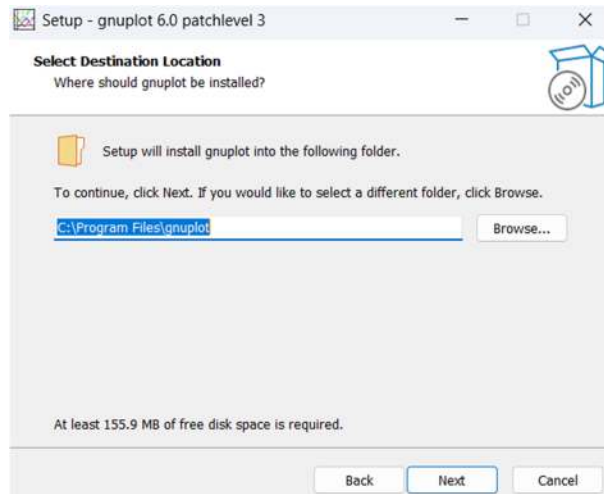 Setup - gnuplot 6.0 patchlevel 3
Select Destination Location
Where should gnuplot be installed?
Setup will install gnuplot into the following folder.
To continue, click Next. If you would like to select a different folder, click Browse.
C:\Program Files\gnuplot
Browse...
At least 155.9 MB of free disk space is required.
Back
Next
Cancel